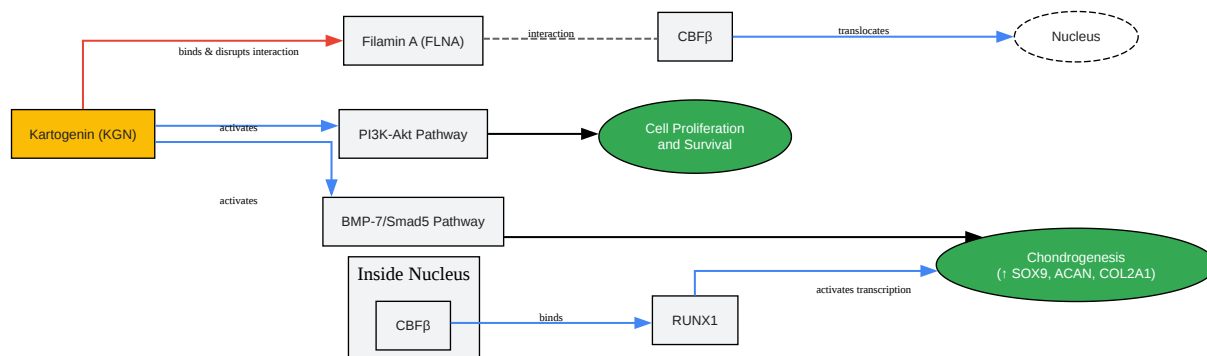 Filamin A (FLNA)
interaction
CBFβ
translocates
Nucleus
binds & disrupts interaction
Kartogenin (KGN)
activates
PI3K-Akt Pathway
Cell Proliferation
and Survival
activates
BMP-7/Smad5 Pathway
Inside Nucleus
CBFβ
binds
RUNX1
activates transcription
Chondrogenesis
(↑ SOX9, ACAN, COL2A1)